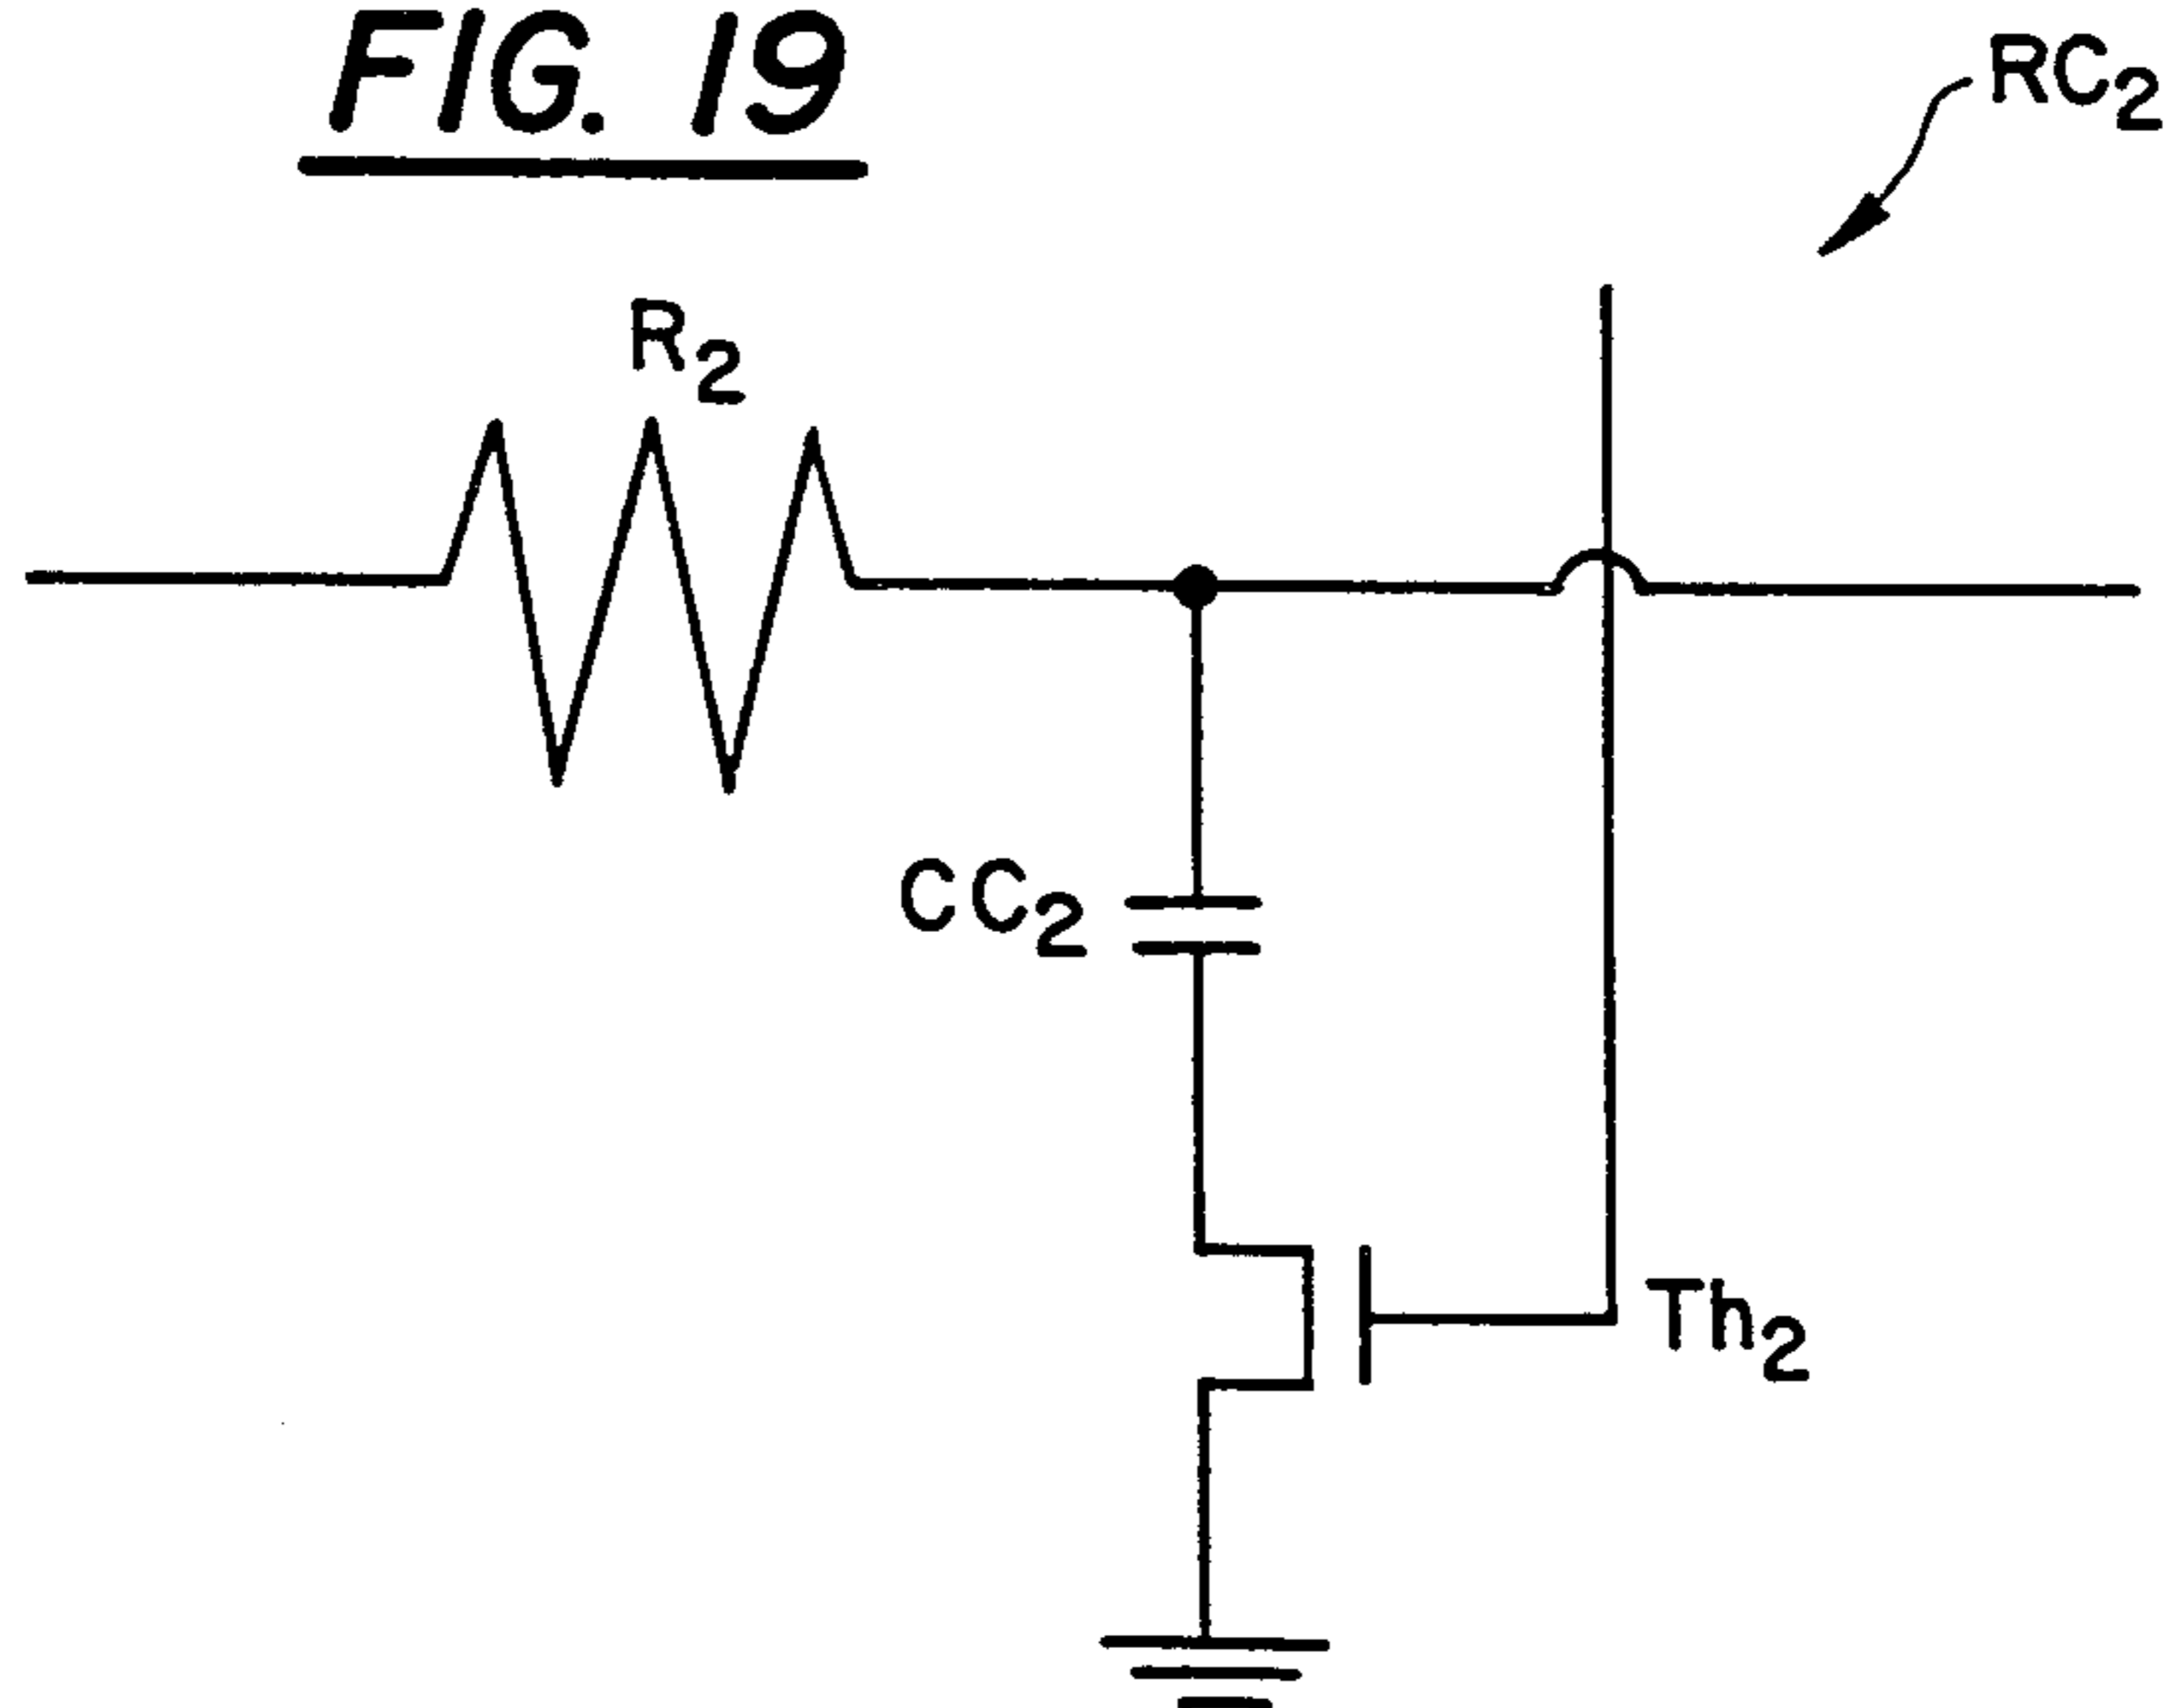 FIG. 19
RC₂
R₂
CC₂
Th₂